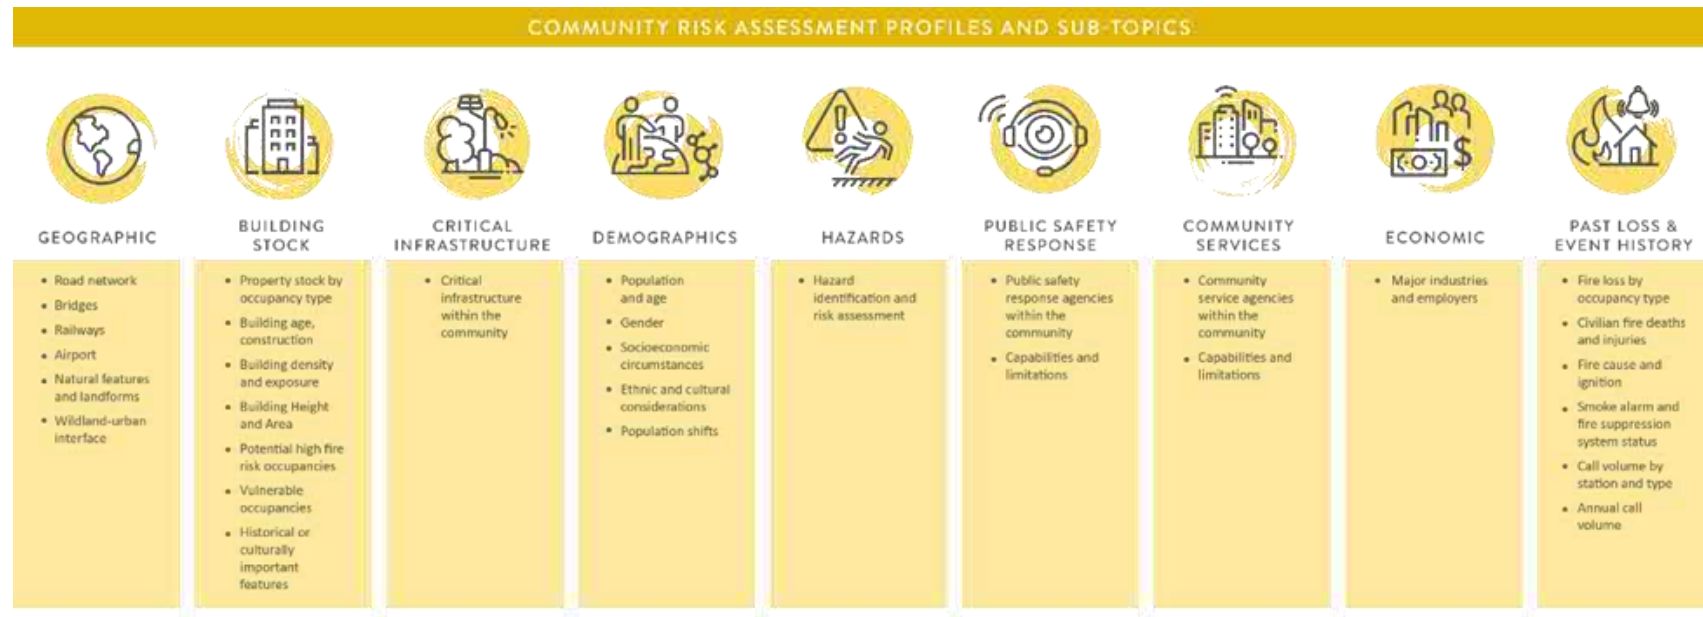 COMMUNITY RISK ASSESSMENT PROFILES AND SUB-TOPICS
GEOGRAPHIC
• Road network
• Bridges
• Railways
• Airport
• Natural features
and landforms
• Wildland-urban
interface
BUILDING
STOCK
• Property stock by
occupancy type
• Building age,
construction
• Building density
and exposure
• Building Height
and Area
• Potential high fire
risk occupancies
• Vulnerable
occupancies
• Historical or
culturally
important
features
CRITICAL
INFRASTRUCTURE
• Critical
infrastructure
within the
community
DEMOGRAPHICS
• Population
and age
• Gender
• Socioeconomic
circumstances
• Ethnic and cultural
considerations
• Population shifts
HAZARDS
• Hazard
identification and
risk assessment
PUBLIC SAFETY
RESPONSE
• Public safety
response agencies
within the
community
• Capabilities and
limitations
COMMUNITY
SERVICES
• Community
service agencies
within the
community
• Capabilities and
limitations
ECONOMIC
$
• Major industries
and employers
PAST LOSS &
EVENT HISTORY
• Fire loss by
occupancy type
• Civilian fire deaths
and injuries
• Fire cause and
ignition
• Smoke alarm and
fire suppression
system status
• Call volume by
station and type
• Annual call
volume